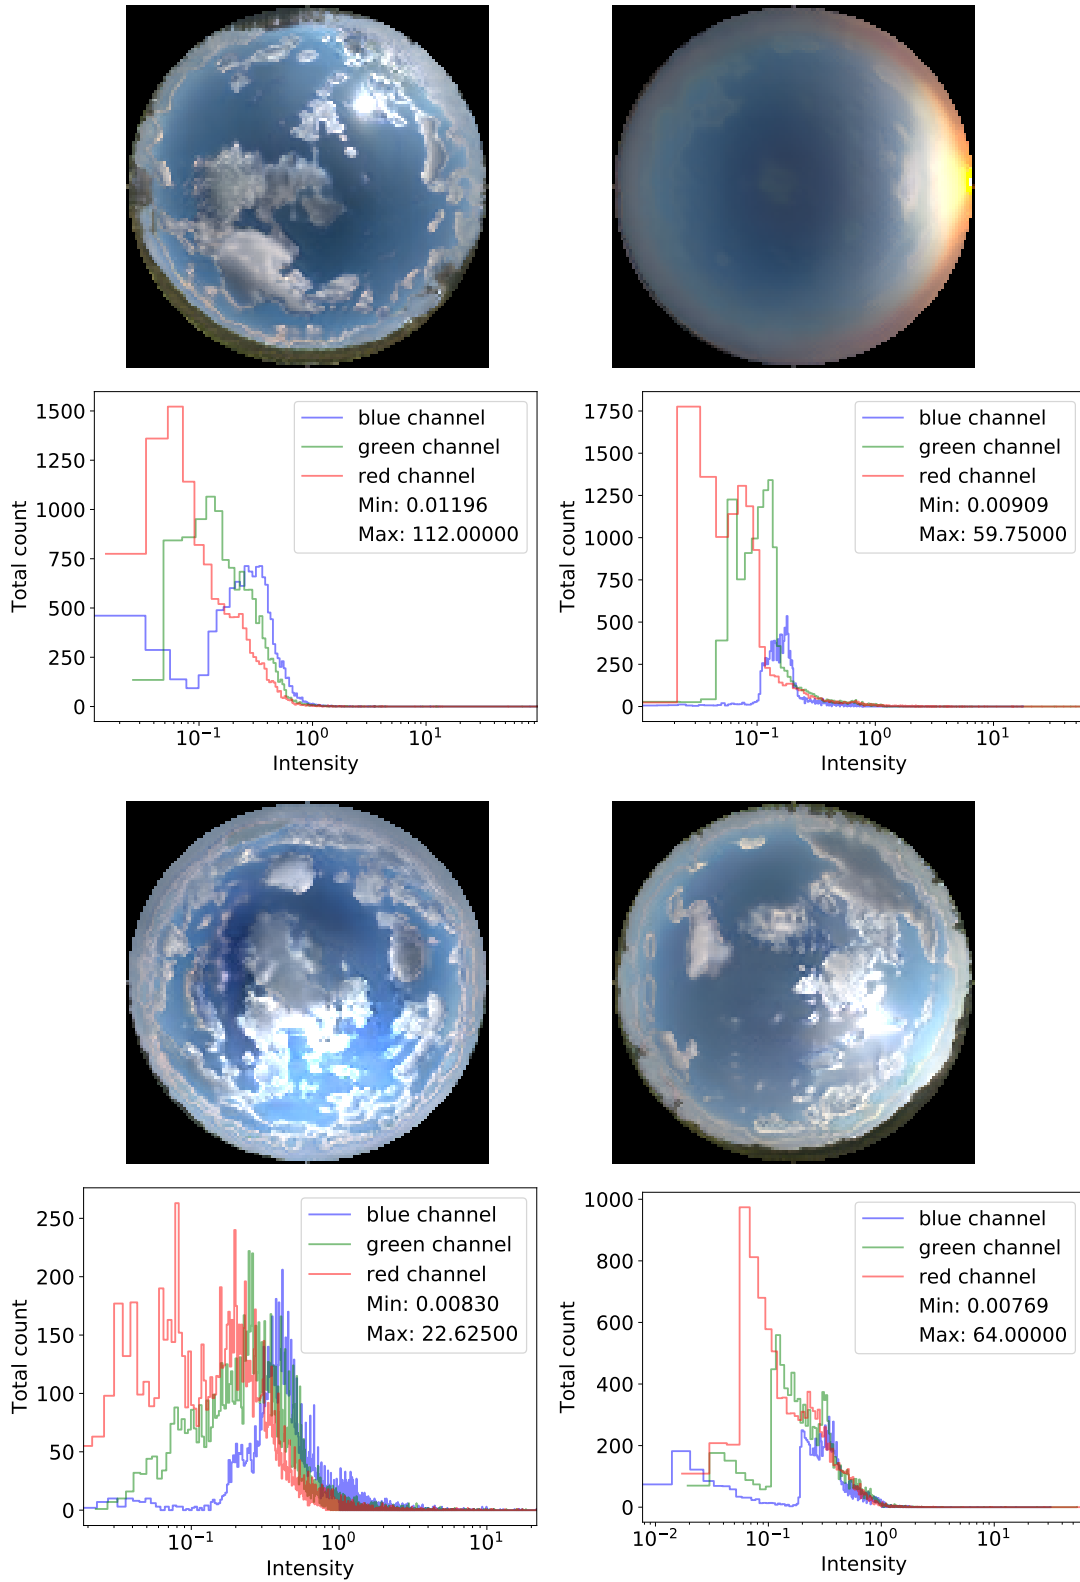 1500
1250
1000
750
500
250
0
Total count
blue channel
green channel
red channel
Min: 0.01196
Max: 112.00000
10⁻¹ 10⁰ 10¹
Intensity
1750
1500
1250
1000
750
500
250
0
Total count
blue channel
green channel
red channel
Min: 0.00909
Max: 59.75000
10⁻¹ 10⁰ 10¹
Intensity
250
200
150
100
50
0
Total count
blue channel
green channel
red channel
Min: 0.00830
Max: 22.62500
10⁻¹ 10⁰ 10¹
Intensity
1000
800
600
400
200
0
Total count
blue channel
green channel
red channel
Min: 0.00769
Max: 64.00000
10⁻² 10⁻¹ 10⁰ 10¹
Intensity